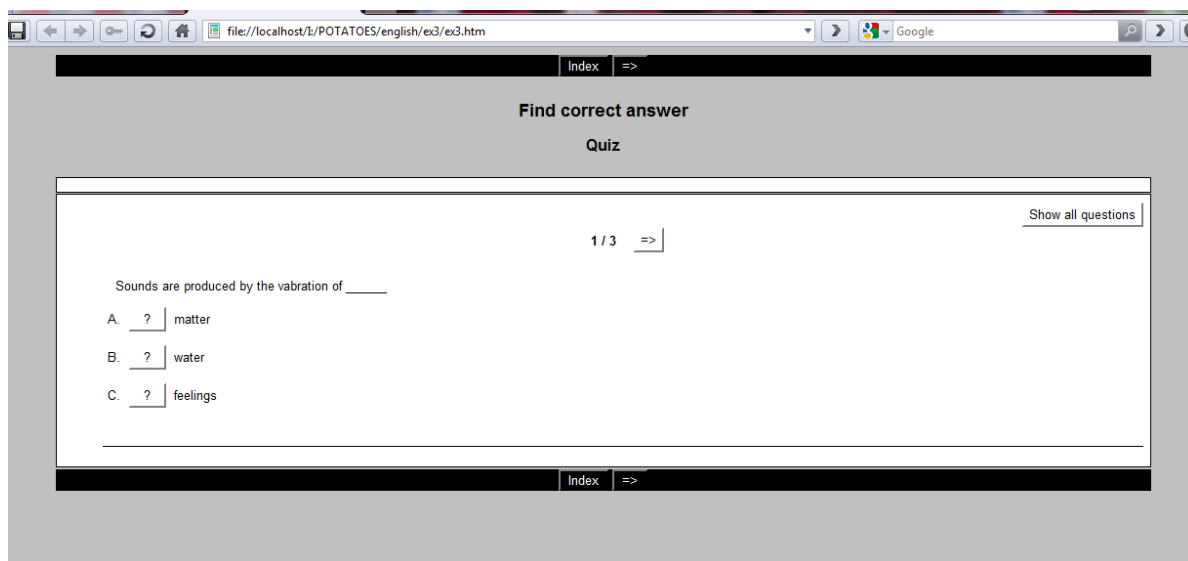 file://localhost/I:/POTATOES/english/ex3/ex3.htm Google
Index =>
Find correct answer
Quiz
Show all questions
1 / 3 =>
Sounds are produced by the vabration of ______
A. ? matter
B. ? water
C. ? feelings
Index =>